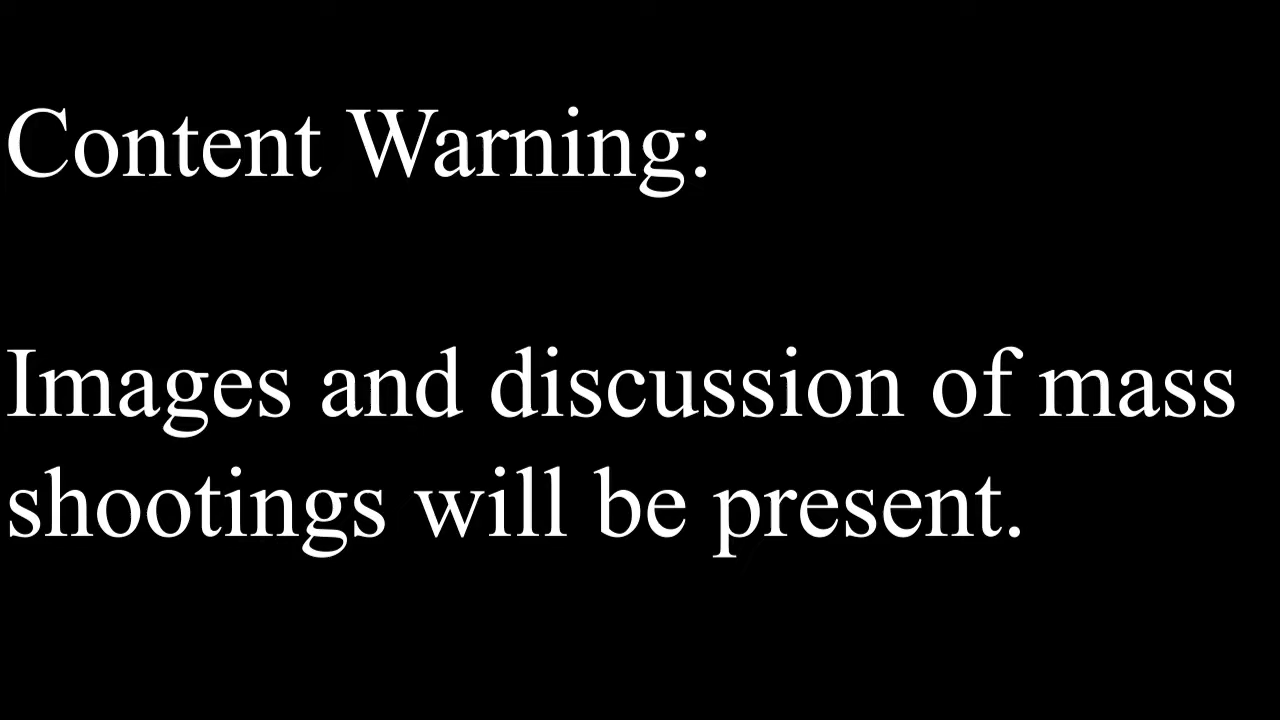 Content Warning:
Images and discussion of mass
shootings will be present.